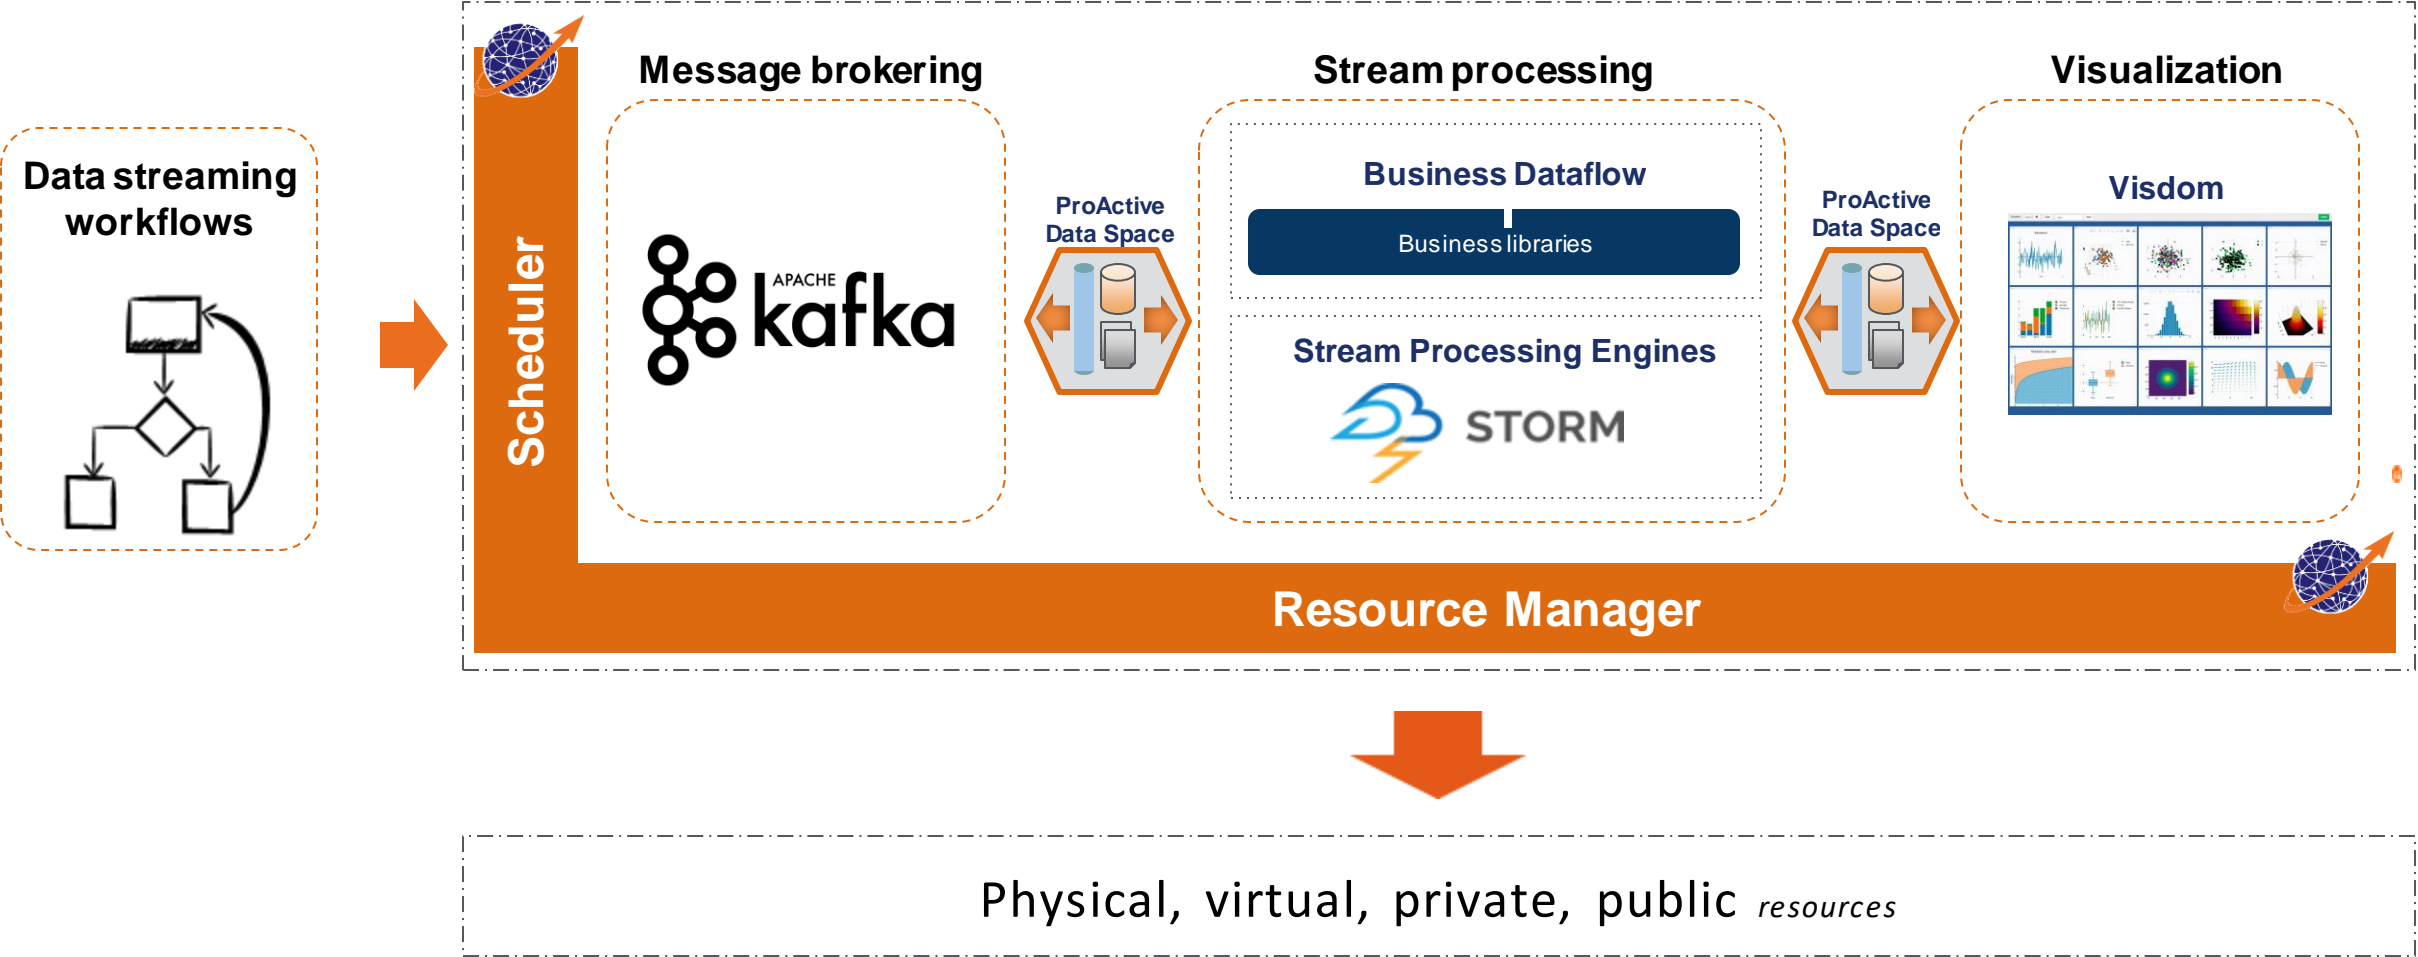 Data streaming
workflows
Scheduler
Message brokering
APACHE
kafka
ProActive
Data Space
Stream processing
Business Dataflow
Business libraries
Stream Processing Engines
STORM
ProActive
Data Space
Visualization
Visdom
Resource Manager
Physical, virtual, private, public resources